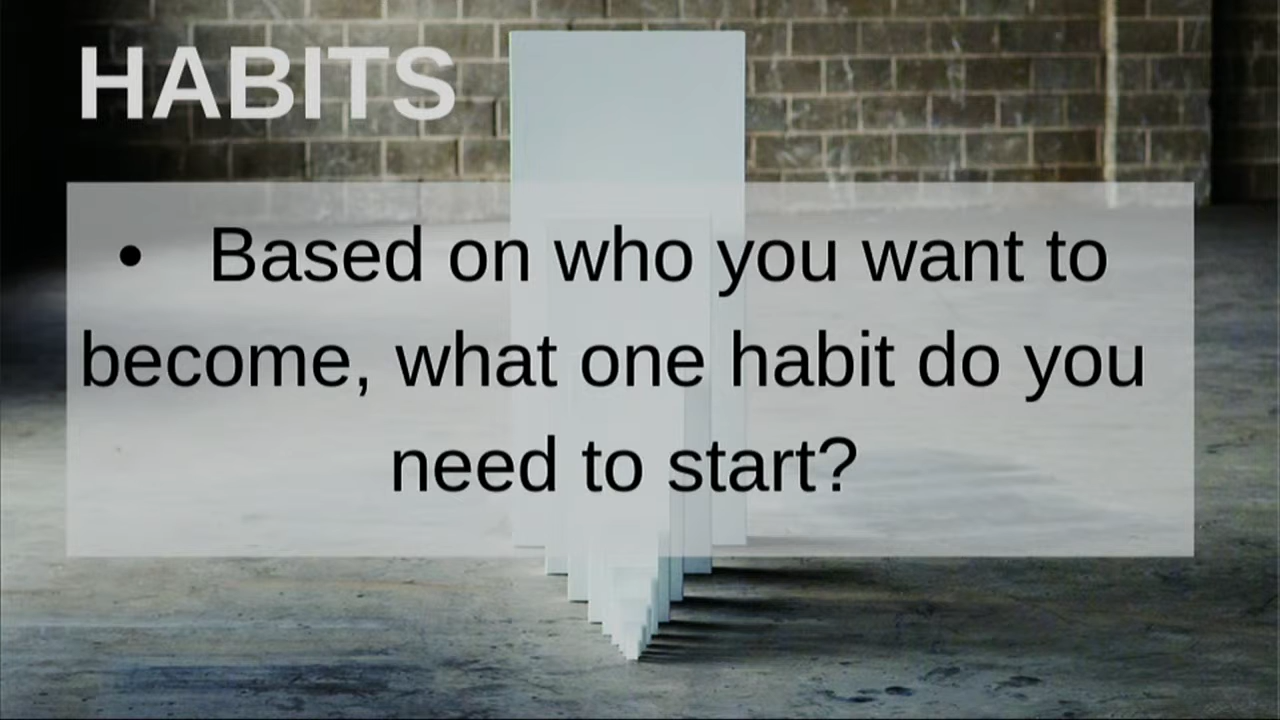 HABITS
• Based on who you want to
become, what one habit do you
need to start?